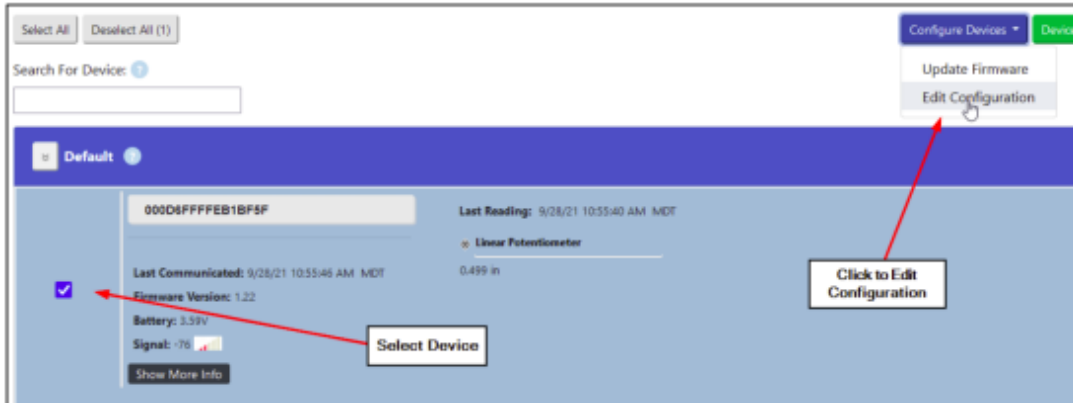 Select All
Deselect All (1)
Configure Devices
Device
Search For Device:
Update Firmware
Edit Configuration
Default
000D6FFFFEB1BF5F
Last Reading: 9/28/21 10:55:40 AM MDT
Linear Potentiometer
Last Communicated: 9/28/21 10:55:46 AM MDT
0.499 in
Click to Edit
Configuration
Firmware Version: 1.22
Battery: 3.59V
Signal: -76
Select Device
Show More Info